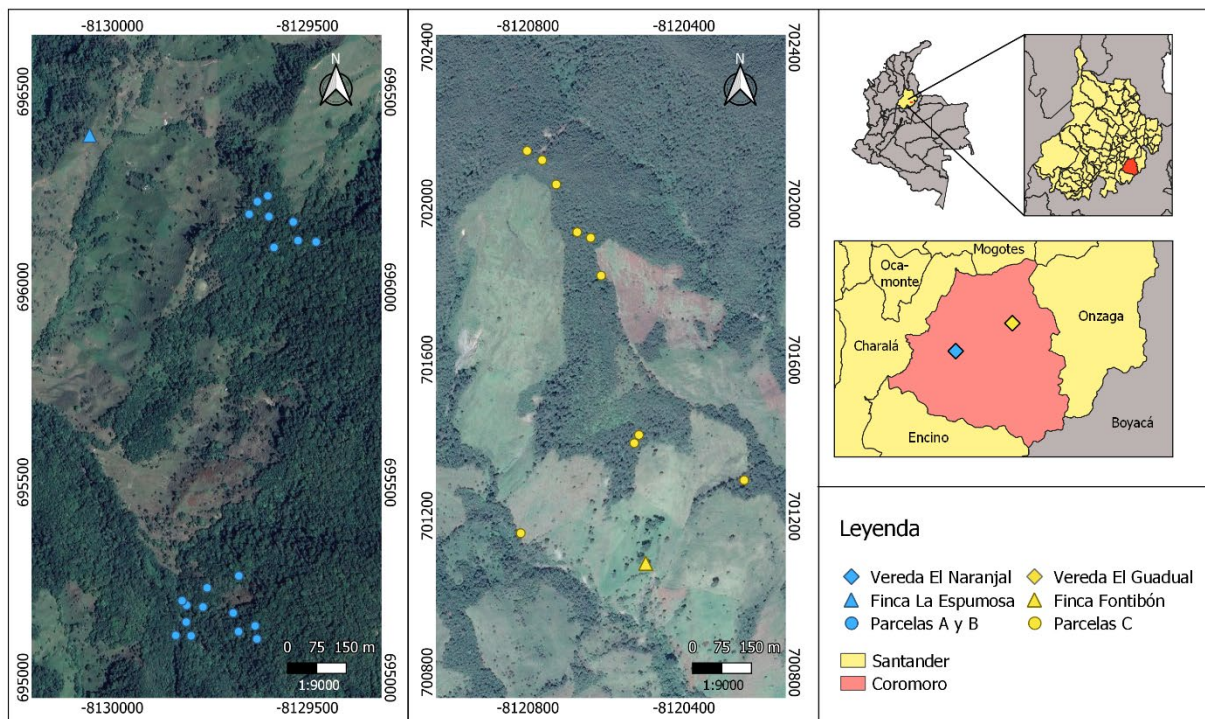 -8130000
-8129500
696500
696000
695500
695000
696500
696000
695500
695000
N
0 75 150 m
1:9000
-8130000
-8129500
-8120800
-8120400
702400
702000
701600
701200
700800
702400
702000
701600
701200
700800
N
0 75 150 m
1:9000
-8120800
-8120400
Mogotes
Oca-
monte
Onzaga
Charalá
Boyacá
Encino
Leyenda
Vereda El Naranjal
Vereda El Guadual
Finca La Espumosa
Finca Fontibón
Parcelas A y B
Parcelas C
Santander
Coromoro